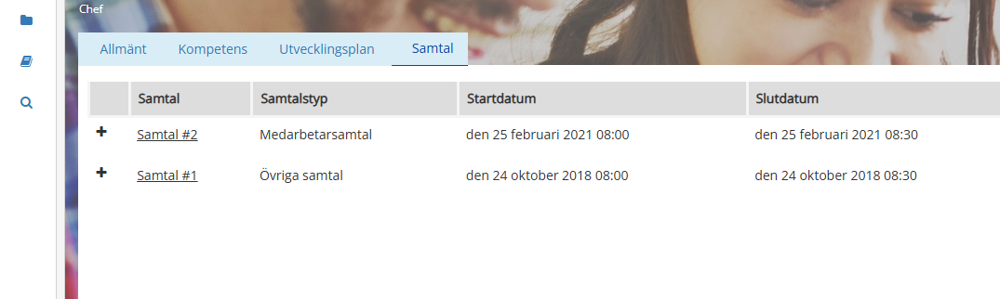 Chef
Allmänt Kompetens Utvecklingsplan Samtal
Samtal Samtalstyp Startdatum Slutdatum
Samtal #2 Medarbetarsamtal den 25 februari 2021 08:00 den 25 februari 2021 08:30
Samtal #1 Övriga samtal den 24 oktober 2018 08:00 den 24 oktober 2018 08:30